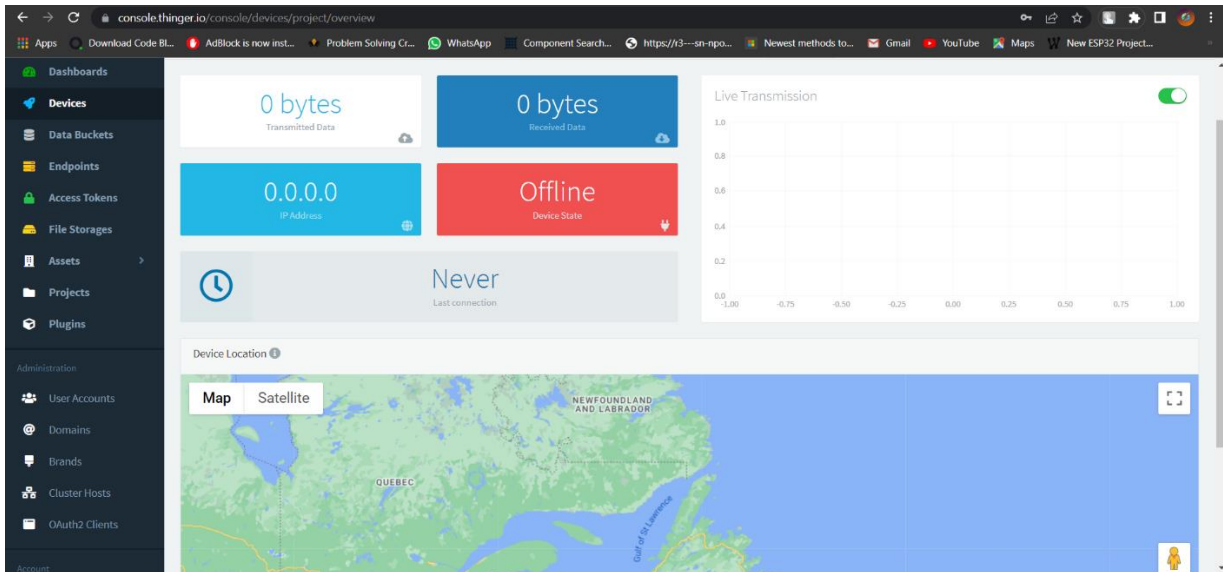 console.thinger.io/console/devices/project/overview
Apps Download Code Bl... AdBlock is now inst... Problem Solving Cr... WhatsApp Component Search... https://r3---sn-npo... Newest methods to... Gmail YouTube Maps New ESP32 Project...
Dashboards
Devices
Data Buckets
Endpoints
Access Tokens
File Storages
Assets
Projects
Plugins
Administration
User Accounts
Domains
Brands
Cluster Hosts
OAuth2 Clients
Account
0 bytes
Transmitted Data
0 bytes
Received Data
0.0.0.0
IP Address
Offline
Device State
Never
Last connection
Live Transmission
1.0
0.8
0.6
0.4
0.2
0.0
-1.00 -0.75 -0.50 -0.25 0.00 0.25 0.50 0.75 1.00
Device Location
Map Satellite
NEWFOUNDLAND
AND LABRADOR
QUEBEC
Gulf of St Lawrence